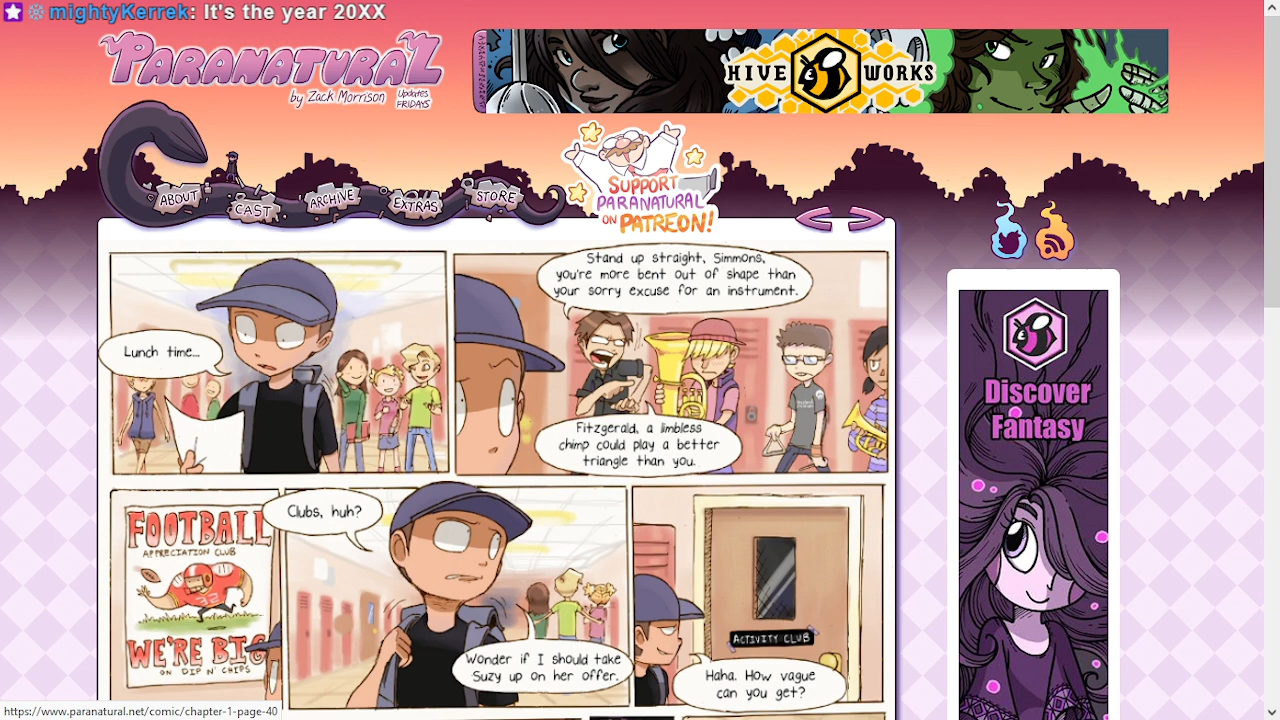 mightyKerrek: It's the year 20XX
PARANATURAL
by Zack Morrison
Updates
FRIDAYS
HIVE WORKS
ABOUT
CAST
ARCHIVE
EXTRAS
STORE
SUPPORT
PARANATURAL
ON PATREON!
Lunch time...
Stand up straight, Simmons,
you're more bent out of shape than
your sorry excuse for an instrument.
Fitzgerald, a limbless
chimp could play a better
triangle than you.
Discover
Fantasy
FOOTBALL
APPRECIATION CLUB
32
WE'RE BIG
ON DIP N' CHIPS
Clubs, huh?
Wonder if I should take
Suzy up on her offer.
ACTIVITY CLUB
Haha. How vague
can you get?
https://www.paranatural.net/comic/chapter-1-page-40